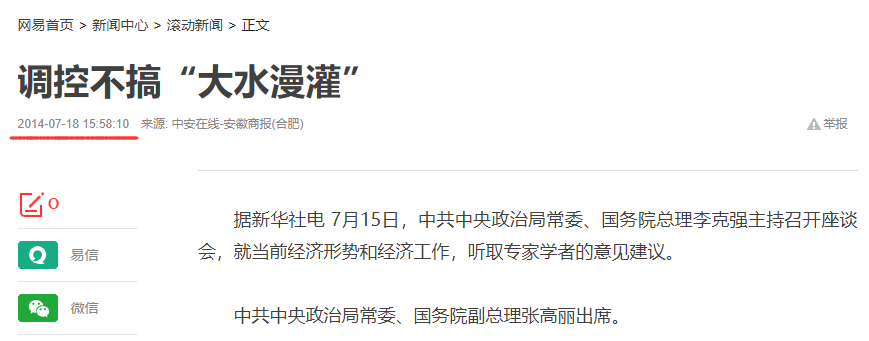 网易首页 > 新闻中心 > 滚动新闻 > 正文
调控不搞“大水漫灌”
2014-07-18 15:58:10 来源: 中安在线-安徽商报(合肥)
举报
0
据新华社电 7月15日，中共中央政治局常委、国务院总理李克强主持召开座谈
会，就当前经济形势和经济工作，听取专家学者的意见建议。
易信
微信
中共中央政治局常委、国务院副总理张高丽出席。